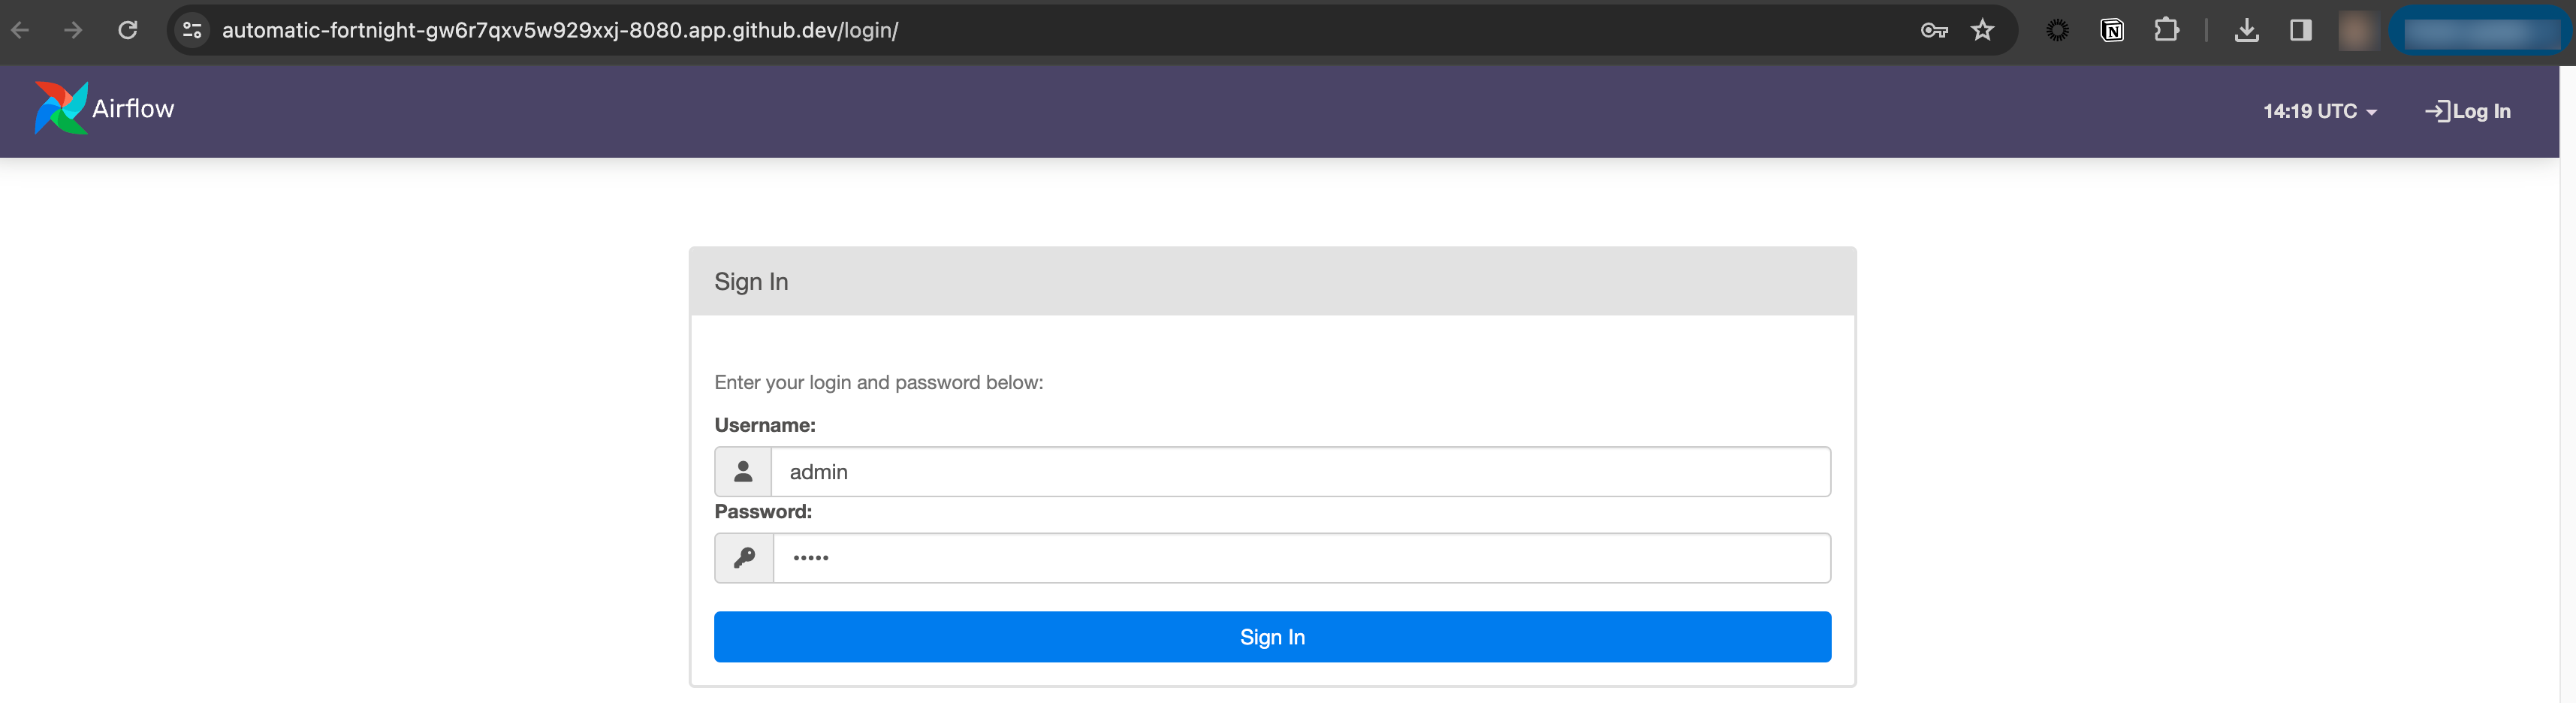 automatic-fortnight-gw6r7qxv5w929xxj-8080.app.github.dev/login/
Airflow
14:19 UTC
Log In
Sign In
Enter your login and password below:
Username:
admin
Password:
•••••
Sign In